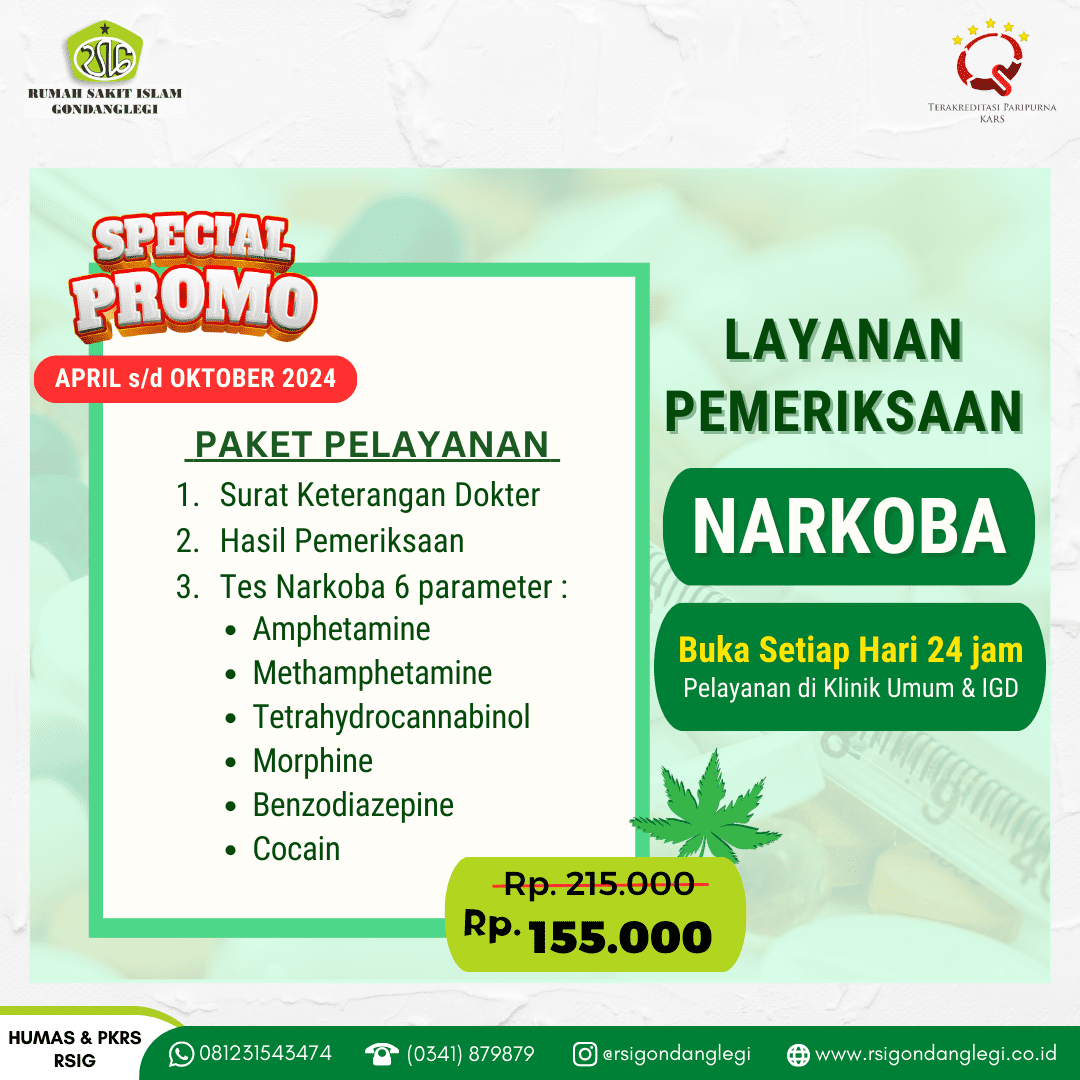 RSIG
RUMAH SAKIT ISLAM
GONDANGLEGI
TERAKREDITASI PARIPURNA
KARS
SPECIAL
PROMO
APRIL s/d OKTOBER 2024
PAKET PELAYANAN
1. Surat Keterangan Dokter
2. Hasil Pemeriksaan
3. Tes Narkoba 6 parameter :
• Amphetamine
• Methamphetamine
• Tetrahydrocannabinol
• Morphine
• Benzodiazepine
• Cocain
Rp. 215.000
Rp. 155.000
LAYANAN
PEMERIKSAAN
NARKOBA
Buka Setiap Hari 24 jam
Pelayanan di Klinik Umum & IGD
HUMAS & PKRS
RSIG
081231543474
(0341) 879879
@rsigondanglegi
www.rsigondanglegi.co.id